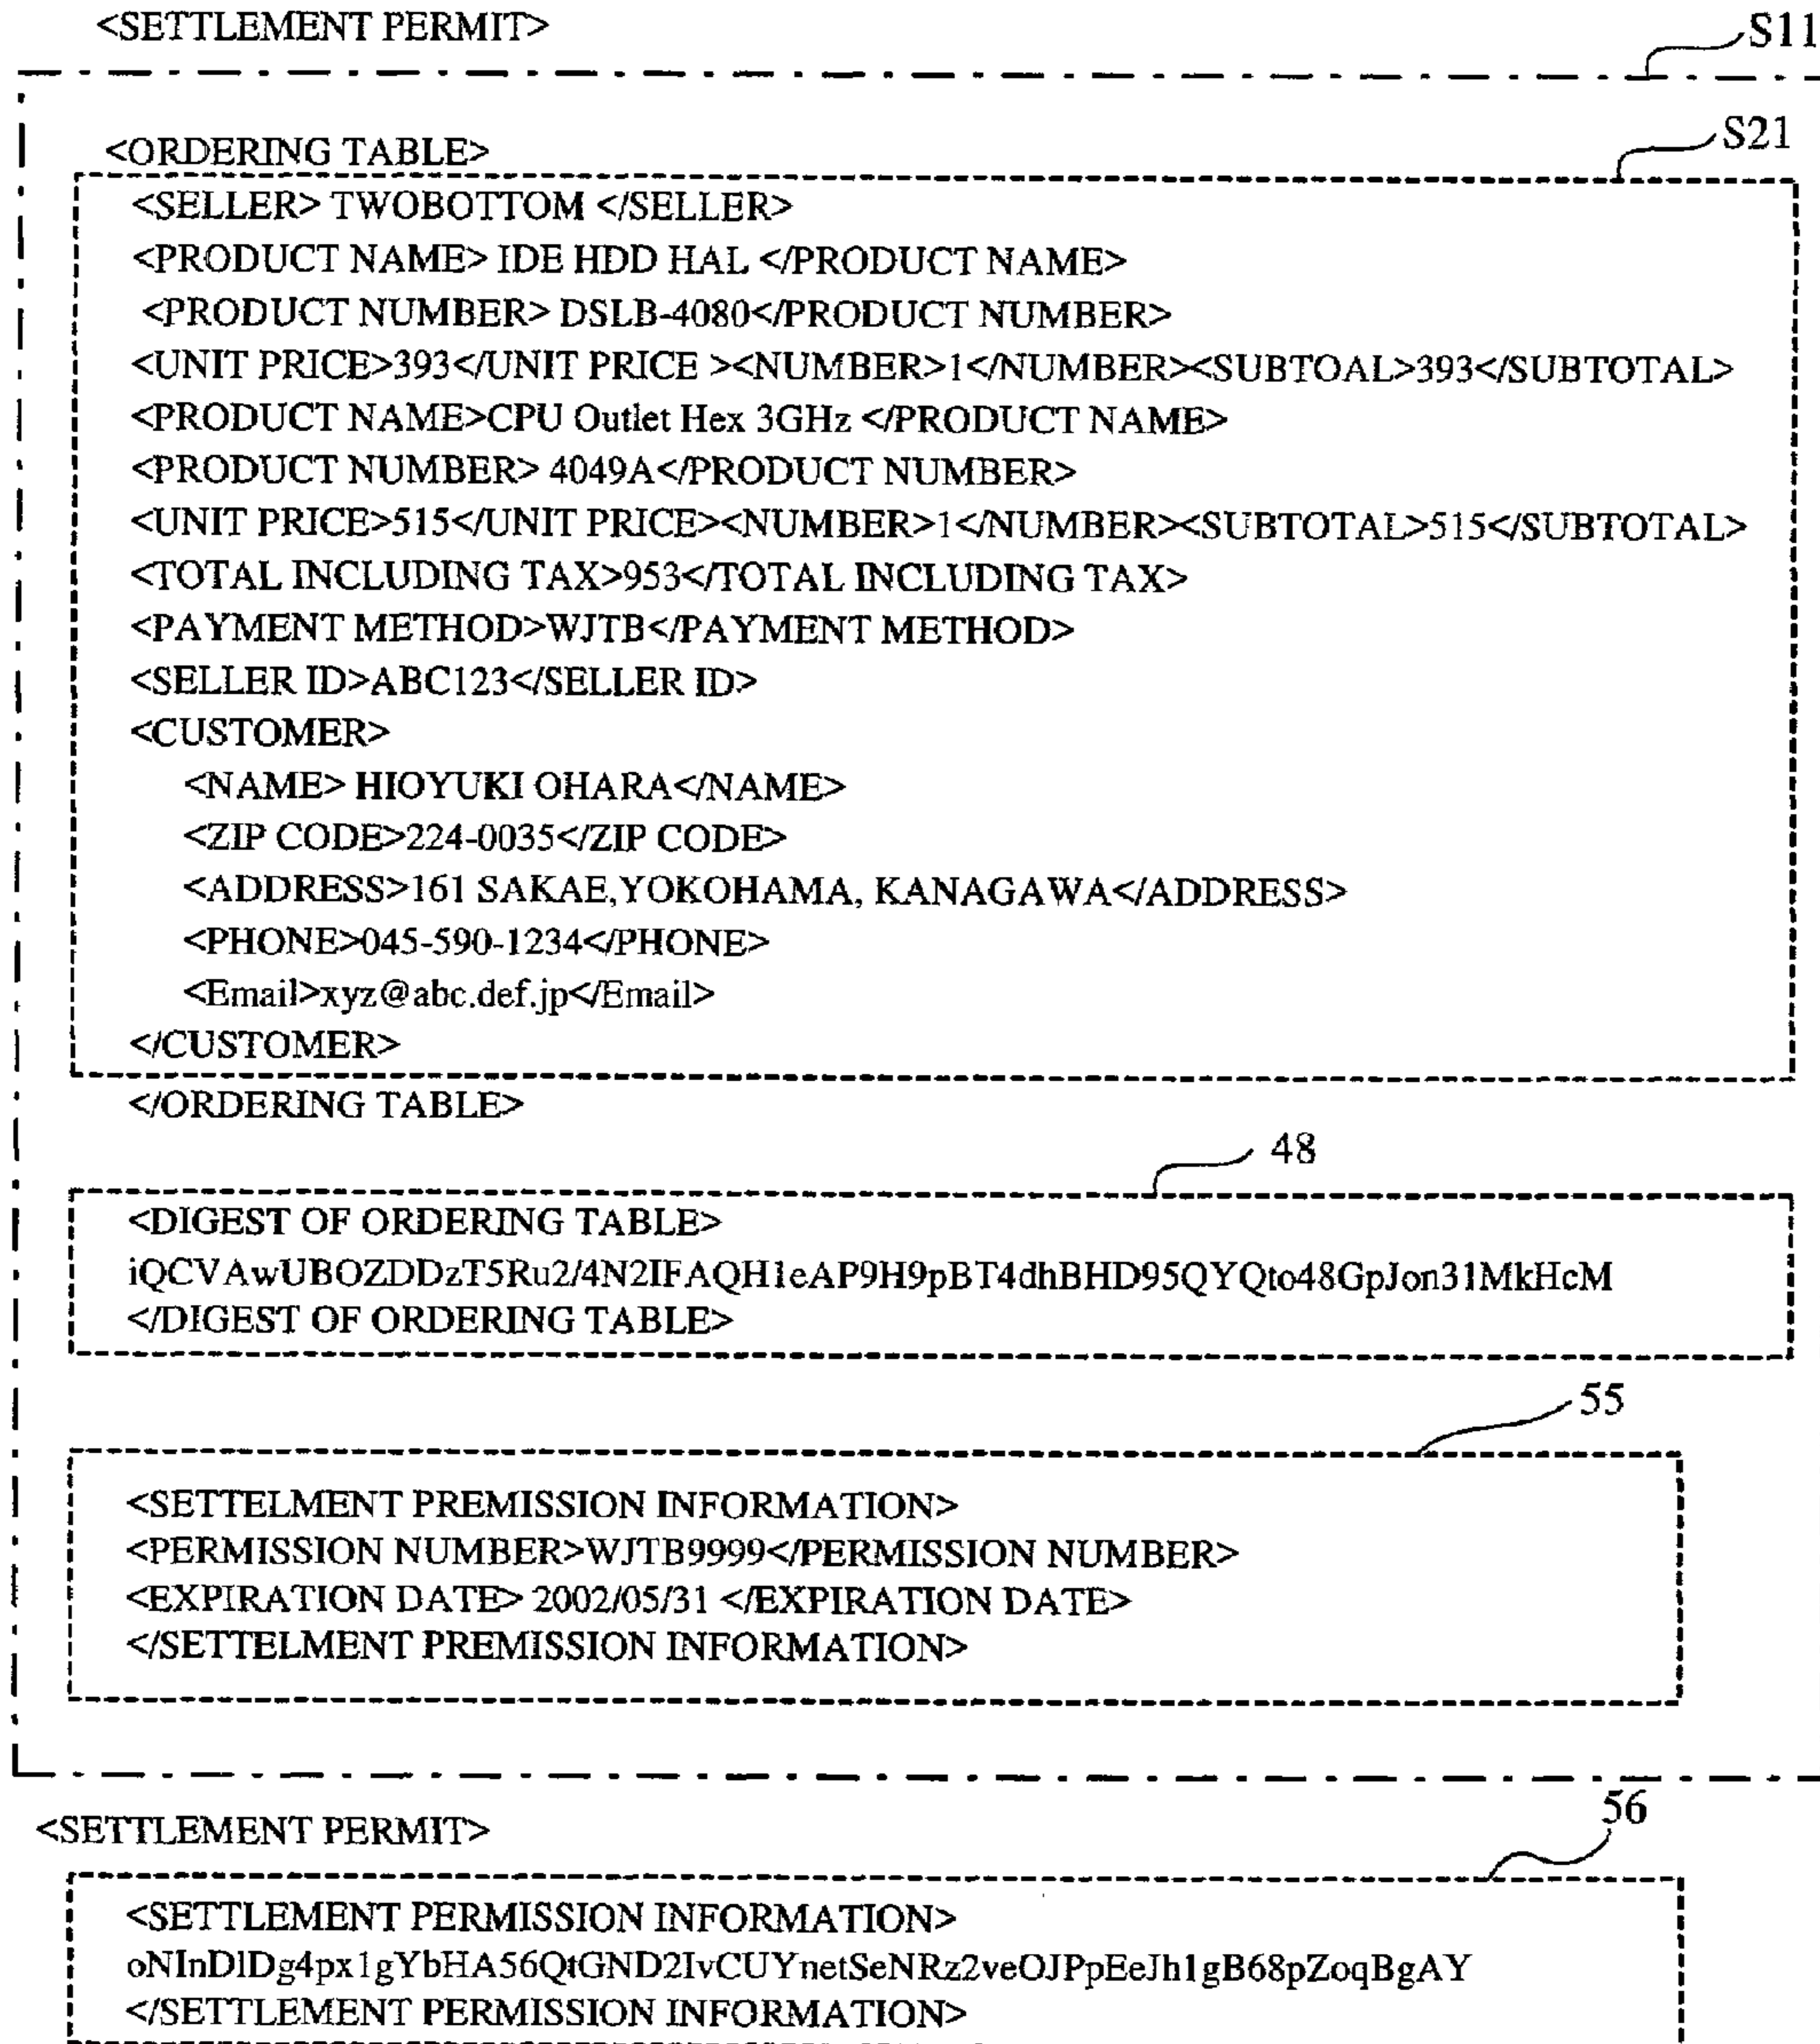 <SETTLEMENT PERMIT>
S11
<ORDERING TABLE>
S21
<SELLER> TWOBOTTOM </SELLER>
<PRODUCT NAME> IDE HDD HAL </PRODUCT NAME>
<PRODUCT NUMBER> DSLB-4080</PRODUCT NUMBER>
<UNIT PRICE>393</UNIT PRICE ><NUMBER>1</NUMBER><SUBTOAL>393</SUBTOTAL>
<PRODUCT NAME>CPU Outlet Hex 3GHz </PRODUCT NAME>
<PRODUCT NUMBER> 4049A</PRODUCT NUMBER>
<UNIT PRICE>515</UNIT PRICE><NUMBER>1</NUMBER><SUBTOTAL>515</SUBTOTAL>
<TOTAL INCLUDING TAX>953</TOTAL INCLUDING TAX>
<PAYMENT METHOD>WJTB</PAYMENT METHOD>
<SELLER ID>ABC123</SELLER ID>
<CUSTOMER>
<NAME> HIOYUKI OHARA</NAME>
<ZIP CODE>224-0035</ZIP CODE>
<ADDRESS>161 SAKAE,YOKOHAMA, KANAGAWA</ADDRESS>
<PHONE>045-590-1234</PHONE>
<Email>xyz@abc.def.jp</Email>
</CUSTOMER>
</ORDERING TABLE>
48
<DIGEST OF ORDERING TABLE>
iQCVAwUBOZDDzT5Ru2/4N2IFAQH1eAP9H9pBT4dhBHD95QYQto48GpJon31MkHcM
</DIGEST OF ORDERING TABLE>
55
<SETTELMENT PREMISSION INFORMATION>
<PERMISSION NUMBER>WJTB9999</PERMISSION NUMBER>
<EXPIRATION DATE> 2002/05/31 </EXPIRATION DATE>
</SETTELMENT PREMISSION INFORMATION>
56
<SETTLEMENT PERMIT>
<SETTLEMENT PERMISSION INFORMATION>
oNInDlDg4px1gYbHA56QtGND2IvCUYnetSeNRz2veOJPpEeJh1gB68pZoqBgAY
</SETTLEMENT PERMISSION INFORMATION>